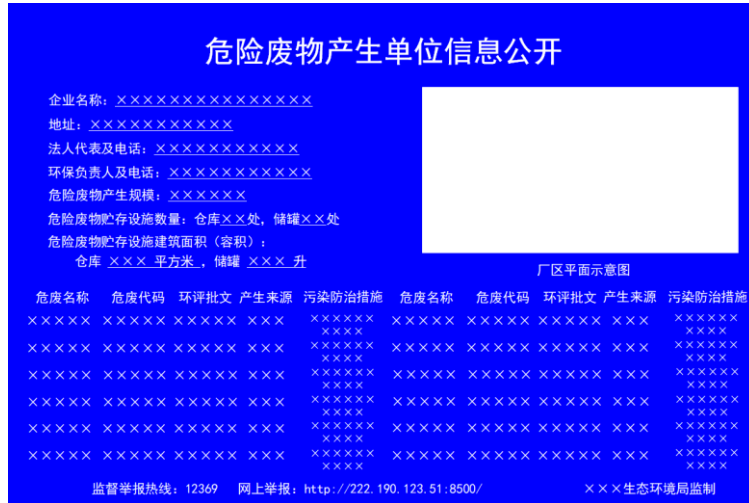 危险废物产生单位信息公开
企业名称：×××××××××××××××
地址：×××××××××××
法人代表及电话：×××××××××××
环保负责人及电话：×××××××××××
危险废物产生规模：××××××
危险废物贮存设施数量：仓库××处，储罐××处
危险废物贮存设施建筑面积（容积）：
仓库 ××× 平方米 ，储罐 ××× 升
厂区平面示意图
危废名称 危废代码 环评批文 产生来源 污染防治措施 危废名称 危废代码 环评批文 产生来源 污染防治措施
××××× ××××× ××××× ××× ×××××× ××××× ××××× ××××× ××× ××××××
×××× ××××
××××× ××××× ××××× ××× ×××××× ××××× ××××× ××××× ××× ××××××
×××× ××××
××××× ××××× ××××× ××× ×××××× ××××× ××××× ××××× ××× ××××××
×××× ××××
××××× ××××× ××××× ××× ×××××× ××××× ××××× ××××× ××× ××××××
×××× ××××
××××× ××××× ××××× ××× ×××××× ××××× ××××× ××××× ××× ××××××
×××× ××××
××××× ××××× ××××× ××× ×××××× ××××× ××××× ××××× ××× ××××××
×××× ××××
监督举报热线：12369 网上举报：http://222.190.123.51:8500/ ×××生态环境局监制